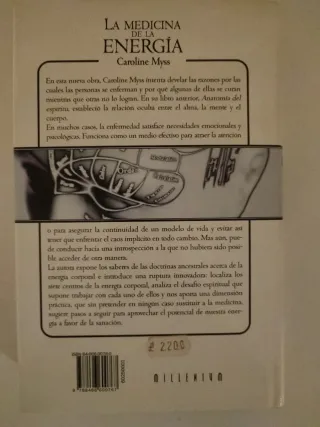 LA MEDICINA
DE LA
ENERGÍA
Caroline Myss
En esta nueva obra, Caroline Myss intenta develar las razones por las
cuales las personas se enferman y por qué algunos de ellas se curan
mientras que otras no lo logran. En su libro anterior, Anatomía del
espíritu, estableció la relación oculta entre el alma, la mente y el
cuerpo.
En muchos casos, la enfermedad satisface necesidades emocionales y
psicológicas. Funciona como un medio efectivo para atraer la atención
o para asegurar la continuidad de un modelo de vida y evitar así
tener que enfrentar el caos implícito en todo cambio. Mas aún, pue-
de conducir hacia una introspección a la que no hubiera sido posi-
ble acceder de otra manera.
La autora expone los saberes de las doctrinas ancestrales acerca de la
energía corporal e introduce una ruptura innovadora: localiza los
siete centros de la energía corporal, analiza el desafío espiritual que
supone trabajar con cada uno de ellos y nos aporta una dimensión
práctica, que sin pretender en ningún caso sustituir a la medicina,
sugiere pasos a seguir para aprovechar el potencial de nuestra ener-
gía a favor de la sanación.
2.200
MILLENIUM